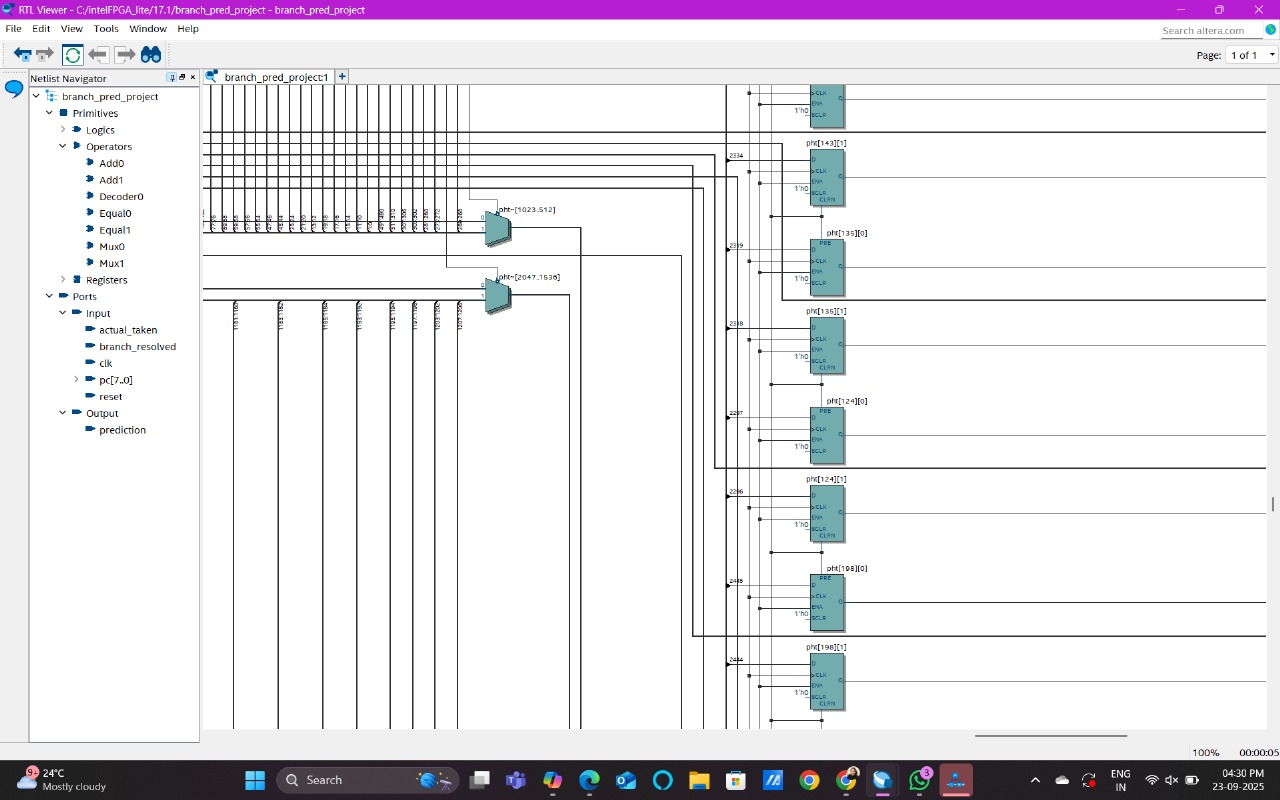 RTL Viewer - C:/intelFPGA_lite/17.1/branch_pred_project - branch_pred_project
File Edit View Tools Window Help
Search altera.com
Page: 1 of 1
Netlist Navigator
branch_pred_project:1
branch_pred_project
Primitives
Logics
Operators
Add0
Add1
Decoder0
Equal0
Equal1
Mux0
Mux1
Registers
Ports
Input
actual_taken
branch_resolved
clk
pc[7..0]
reset
Output
prediction
pht~[1023.512]
0
1
pht~[2047.1536]
0
1
CLK
ENA
Q
1'h0
SCLR
pht[143][1]
2334
D
CLK
ENA
Q
1'h0
SCLR
CLRN
pht[135][0]
PRE
2319
D
CLK
ENA
Q
1'h0
SCLR
pht[135][1]
2318
D
CLK
ENA
Q
1'h0
SCLR
CLRN
pht[124][0]
PRE
2297
D
CLK
ENA
Q
1'h0
SCLR
pht[124][1]
2296
D
CLK
ENA
Q
1'h0
SCLR
CLRN
pht[198][0]
PRE
2445
D
CLK
ENA
Q
1'h0
SCLR
pht[198][1]
2444
D
CLK
ENA
Q
1'h0
SCLR
CLRN
100% 00:00:05
9+
24°C
Mostly cloudy
Search
3
ENG
IN
04:30 PM
23-09-2025